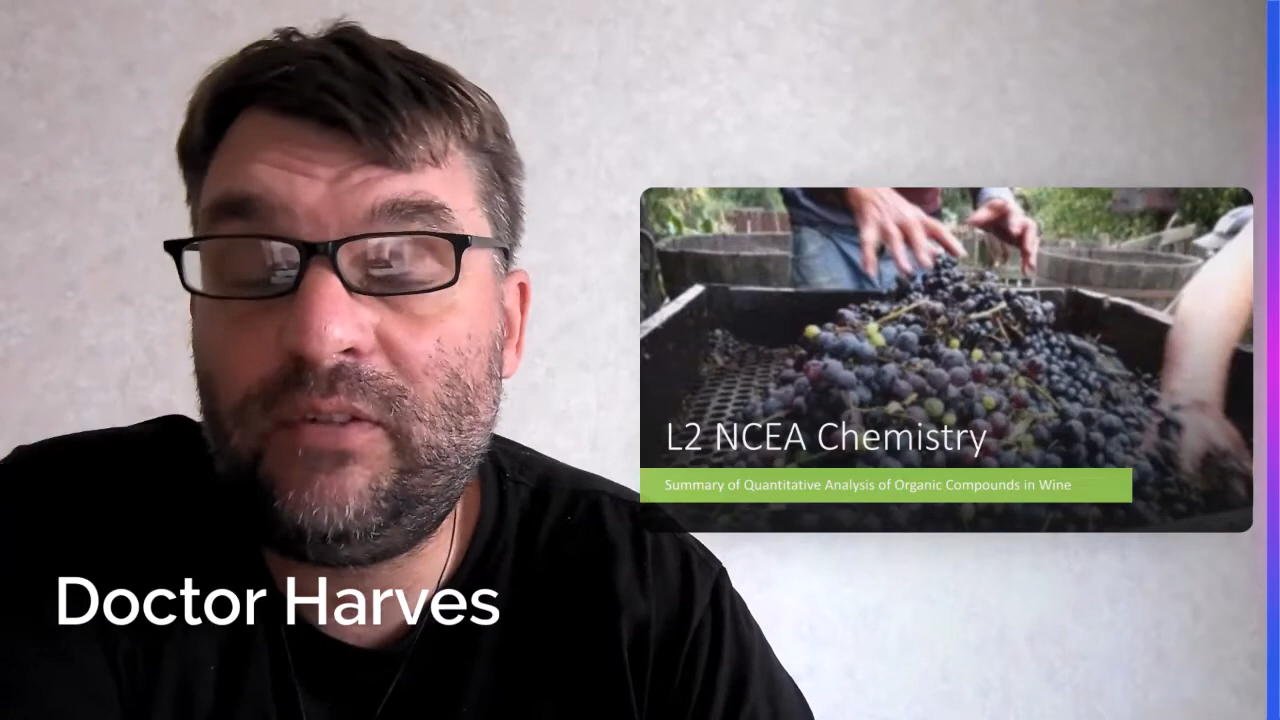 L2 NCEA Chemistry
Summary of Quantitative Analysis of Organic Compounds in Wine
Doctor Harves